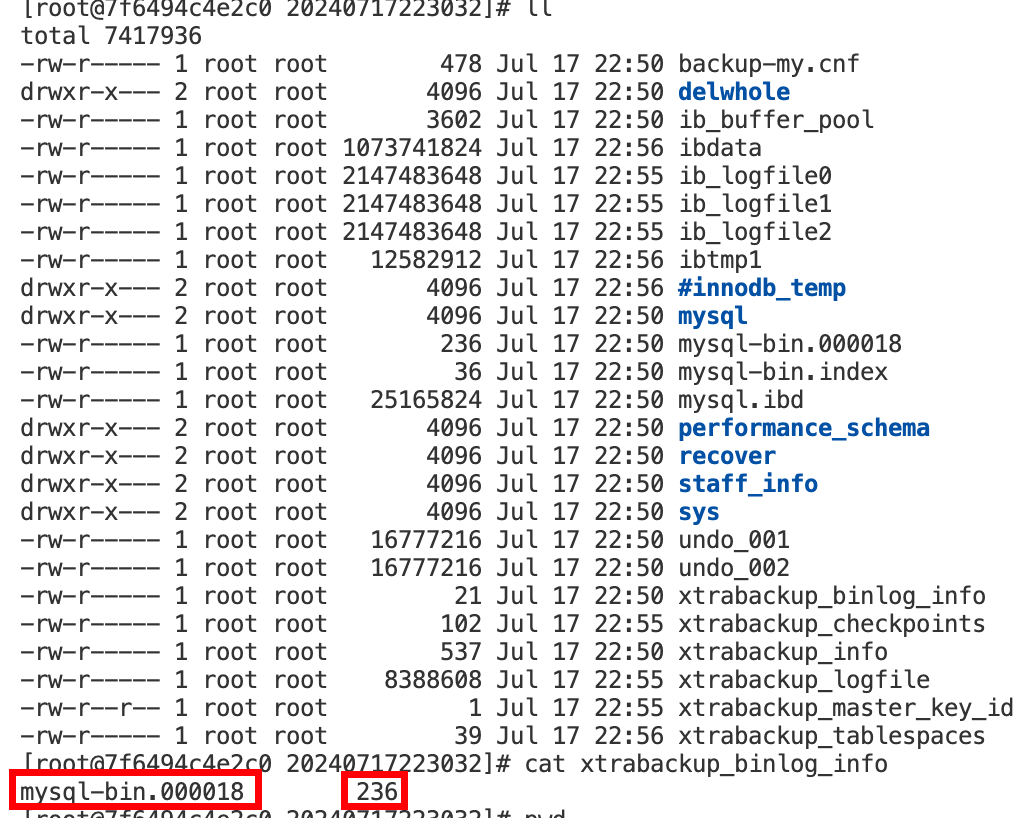 [root@7f6494c4e2c0 20240717223032]# ll
total 7417936
-rw-r----- 1 root root        478 Jul 17 22:50 backup-my.cnf
drwxr-x--- 2 root root       4096 Jul 17 22:50 delwhole
-rw-r----- 1 root root       3602 Jul 17 22:50 ib_buffer_pool
-rw-r----- 1 root root 1073741824 Jul 17 22:56 ibdata
-rw-r----- 1 root root 2147483648 Jul 17 22:55 ib_logfile0
-rw-r----- 1 root root 2147483648 Jul 17 22:55 ib_logfile1
-rw-r----- 1 root root 2147483648 Jul 17 22:55 ib_logfile2
-rw-r----- 1 root root   12582912 Jul 17 22:56 ibtmp1
drwxr-x--- 2 root root       4096 Jul 17 22:56 #innodb_temp
drwxr-x--- 2 root root       4096 Jul 17 22:50 mysql
-rw-r----- 1 root root        236 Jul 17 22:50 mysql-bin.000018
-rw-r----- 1 root root         36 Jul 17 22:50 mysql-bin.index
-rw-r----- 1 root root   25165824 Jul 17 22:50 mysql.ibd
drwxr-x--- 2 root root       4096 Jul 17 22:50 performance_schema
drwxr-x--- 2 root root       4096 Jul 17 22:50 recover
drwxr-x--- 2 root root       4096 Jul 17 22:50 staff_info
drwxr-x--- 2 root root       4096 Jul 17 22:50 sys
-rw-r----- 1 root root   16777216 Jul 17 22:50 undo_001
-rw-r----- 1 root root   16777216 Jul 17 22:50 undo_002
-rw-r----- 1 root root         21 Jul 17 22:50 xtrabackup_binlog_info
-rw-r----- 1 root root        102 Jul 17 22:55 xtrabackup_checkpoints
-rw-r----- 1 root root        537 Jul 17 22:50 xtrabackup_info
-rw-r----- 1 root root    8388608 Jul 17 22:55 xtrabackup_logfile
-rw-r--r-- 1 root root          1 Jul 17 22:55 xtrabackup_master_key_id
-rw-r----- 1 root root         39 Jul 17 22:56 xtrabackup_tablespaces
[root@7f6494c4e2c0 20240717223032]# cat xtrabackup_binlog_info
mysql-bin.000018        236
[root@7f6494c4e2c0 20240717223032]# pwd